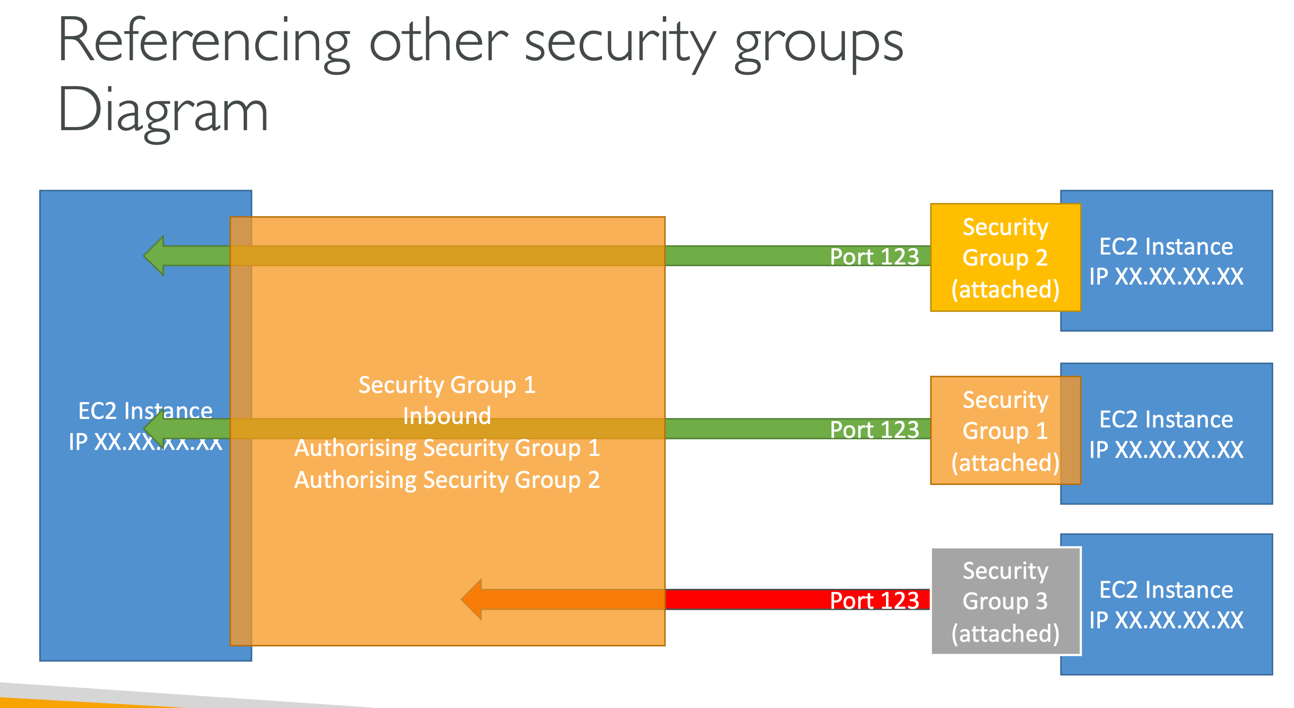 Referencing other security groups
Diagram
EC2 Instance
IP XX.XX.XX.XX
Security Group 1
Inbound
Authorising Security Group 1
Authorising Security Group 2
Port 123
Security
Group 2
(attached)
EC2 Instance
IP XX.XX.XX.XX
Port 123
Security
Group 1
(attached)
EC2 Instance
IP XX.XX.XX.XX
Port 123
Security
Group 3
(attached)
EC2 Instance
IP XX.XX.XX.XX